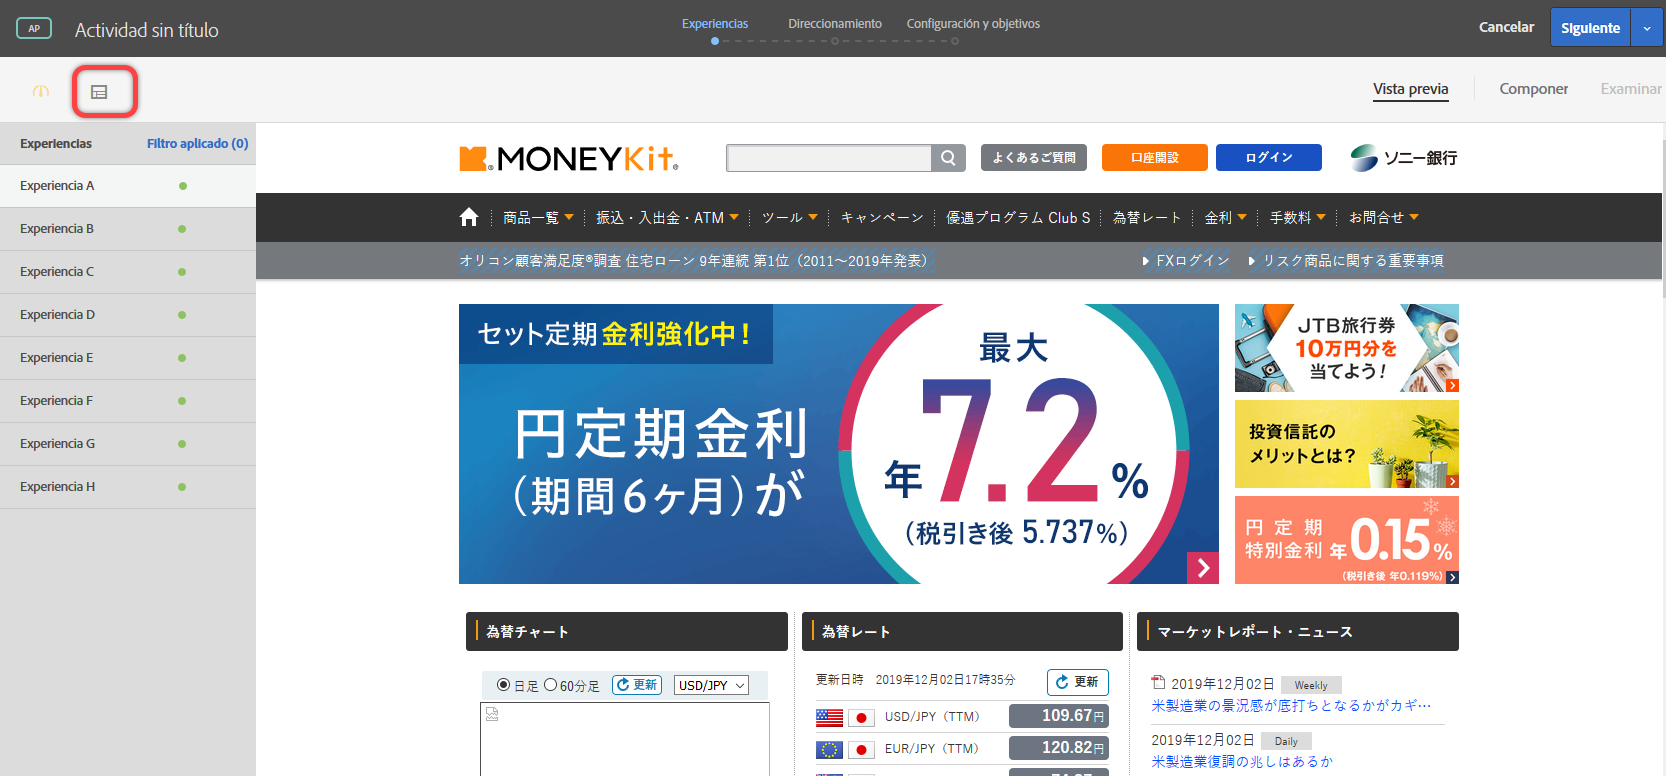 AP
Actividad sin título
Experiencias
Direccionamiento
Configuración y objetivos
Cancelar
Siguiente
Vista previa
Componer
Examinar
Experiencias
Filtro aplicado (0)
Experiencia A
Experiencia B
Experiencia C
Experiencia D
Experiencia E
Experiencia F
Experiencia G
Experiencia H
MONEYKit
よくあるご質問
口座開設
ログイン
ソニー銀行
商品一覧
振込・入出金・ATM
ツール
キャンペーン
優遇プログラム Club S
為替レート
金利
手数料
お問合せ
オリコン顧客満足度®調査 住宅ローン 9年連続 第1位（2011～2019年発表）
FXログイン
リスク商品に関する重要事項
セット定期 金利強化中！
円定期金利
（期間6ヶ月）が
最大
年7.2%
（税引き後 5.737%）
JTB旅行券
10万円分を
当てよう！
投資信託の
メリットとは？
円定期
特別金利 年0.15%
（税引き後 年0.119%）
為替チャート
日足 60分足 更新 USD/JPY
為替レート
更新日時 2019年12月02日17時35分 更新
USD/JPY（TTM） 109.67円
EUR/JPY（TTM） 120.82円
マーケットレポート・ニュース
2019年12月02日 Weekly
米製造業の景況感が底打ちとなるかがカギ…
2019年12月02日 Daily
米製造業復調の兆しはあるか